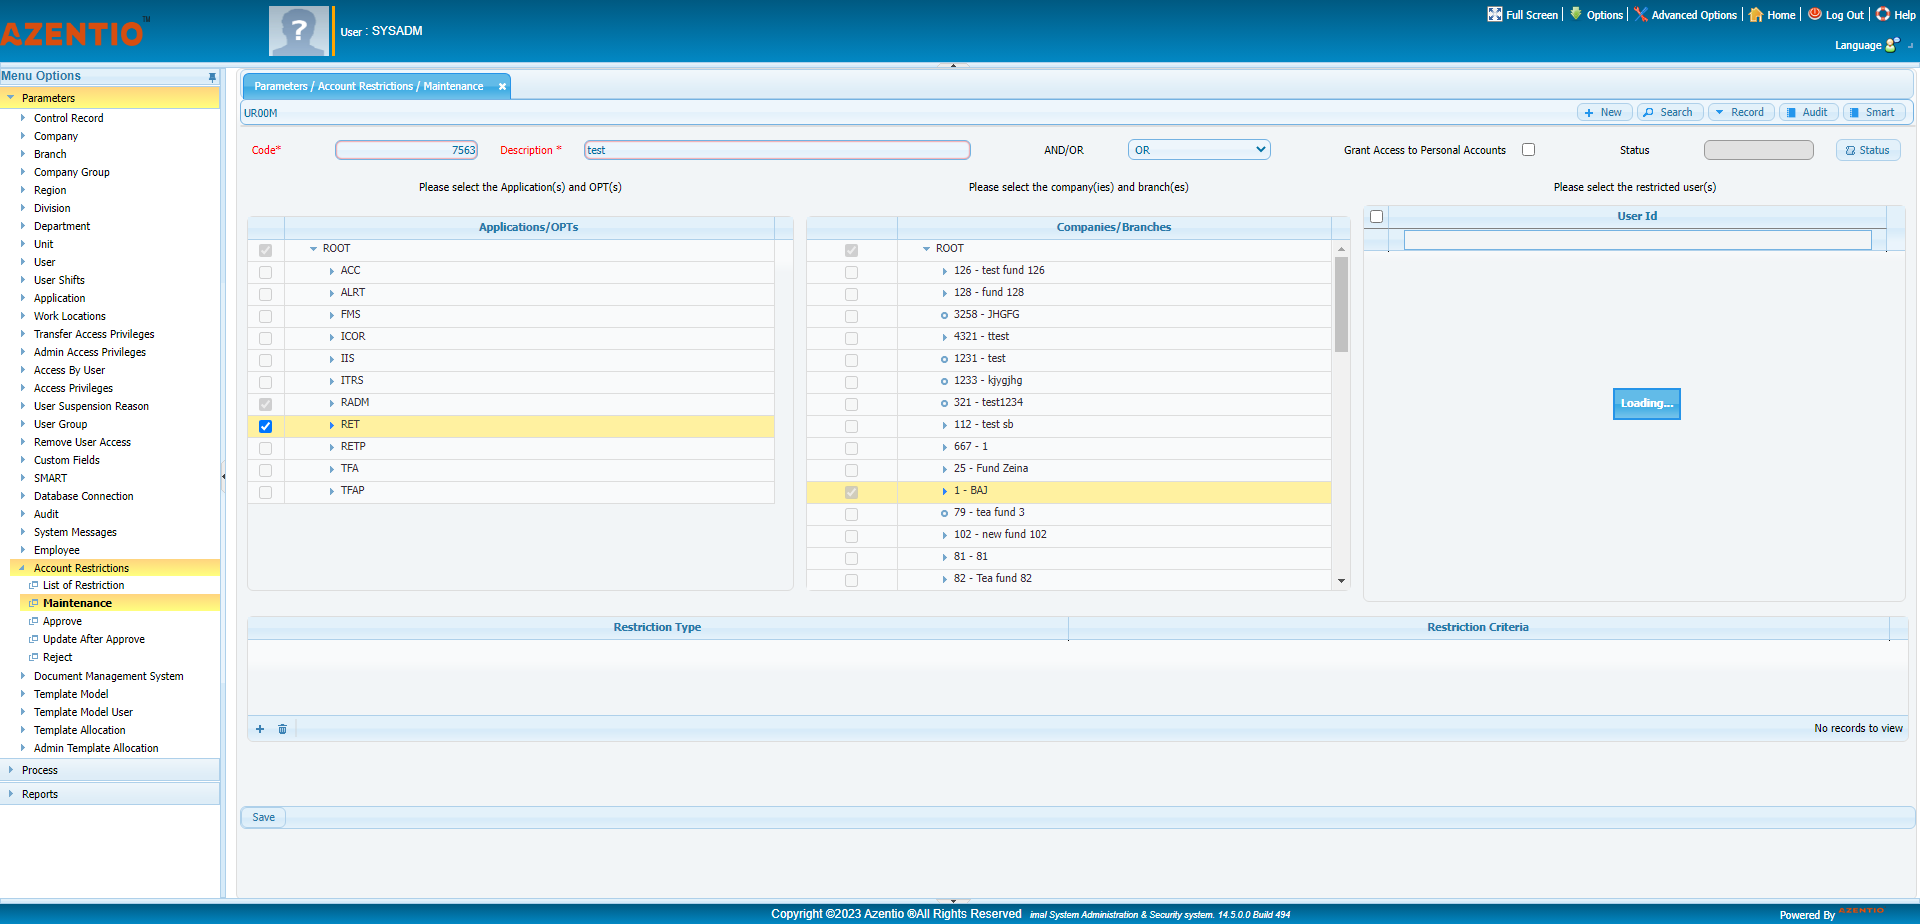 AZENTIO™
User : SYSADM
Full Screen
Options
Advanced Options
Home
Log Out
Help
Language
Menu Options
Parameters
Control Record
Company
Branch
Company Group
Region
Division
Department
Unit
User
User Shifts
Application
Work Locations
Transfer Access Privileges
Admin Access Privileges
Access By User
Access Privileges
User Suspension Reason
User Group
Remove User Access
Custom Fields
SMART
Database Connection
Audit
System Messages
Employee
Account Restrictions
List of Restriction
Maintenance
Approve
Update After Approve
Reject
Document Management System
Template Model
Template Model User
Template Allocation
Admin Template Allocation
Process
Reports
Parameters / Account Restrictions / Maintenance
UR00M
New
Search
Record
Audit
Smart
Code*
7563
Description *
test
AND/OR
OR
Grant Access to Personal Accounts
Status
Status
Please select the Application(s) and OPT(s)
Please select the company(ies) and branch(es)
Please select the restricted user(s)
Applications/OPTs
ROOT
ACC
ALRT
FMS
ICOR
IIS
ITRS
RADM
RET
RETP
TFA
TFAP
Companies/Branches
ROOT
126 - test fund 126
128 - fund 128
3258 - JHGFG
4321 - ttest
1231 - test
1233 - kjygjhg
321 - test1234
112 - test sb
667 - 1
25 - Fund Zeina
1 - BAJ
79 - tea fund 3
102 - new fund 102
81 - 81
82 - Tea fund 82
User Id
Loading...
Restriction Type
Restriction Criteria
No records to view
Save
Copyright ©2023 Azentio ®All Rights Reserved imal System Administration & Security system. 14.5.0.0 Build 494
Powered By AZENTIO